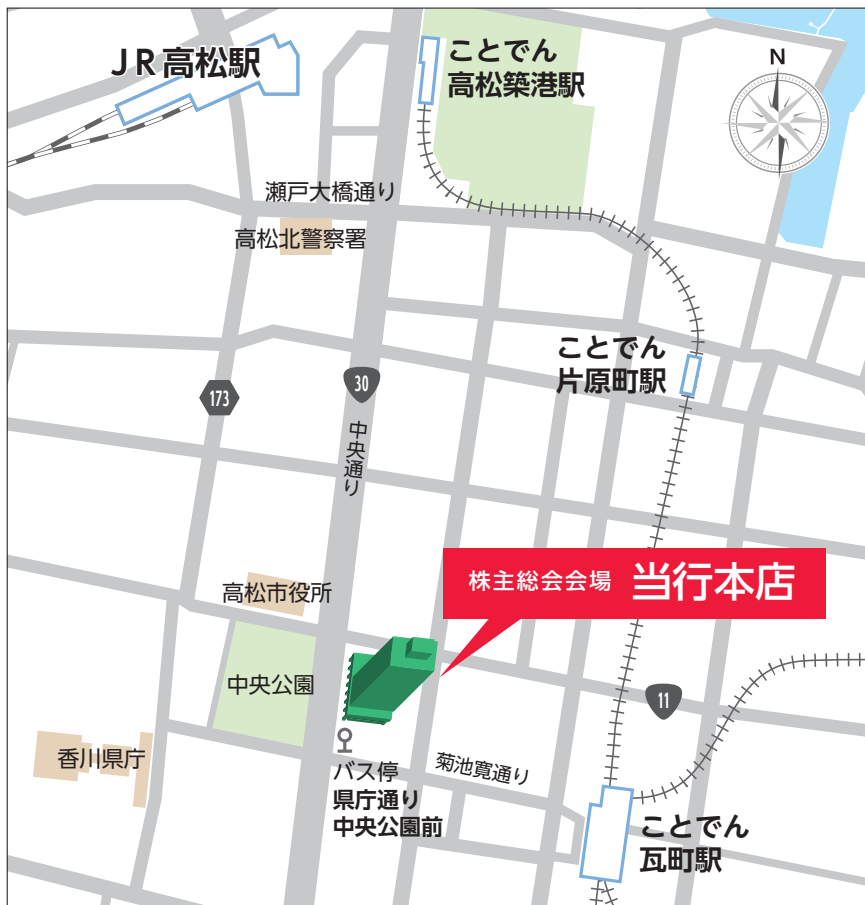 JR高松駅
ことでん
高松築港駅
N
瀬戸大橋通り
高松北警察署
ことでん
片原町駅
30
173
中央通り
株主総会会場 当行本店
高松市役所
中央公園
11
香川県庁
菊池寛通り
バス停
県庁通り
中央公園前
ことでん
瓦町駅